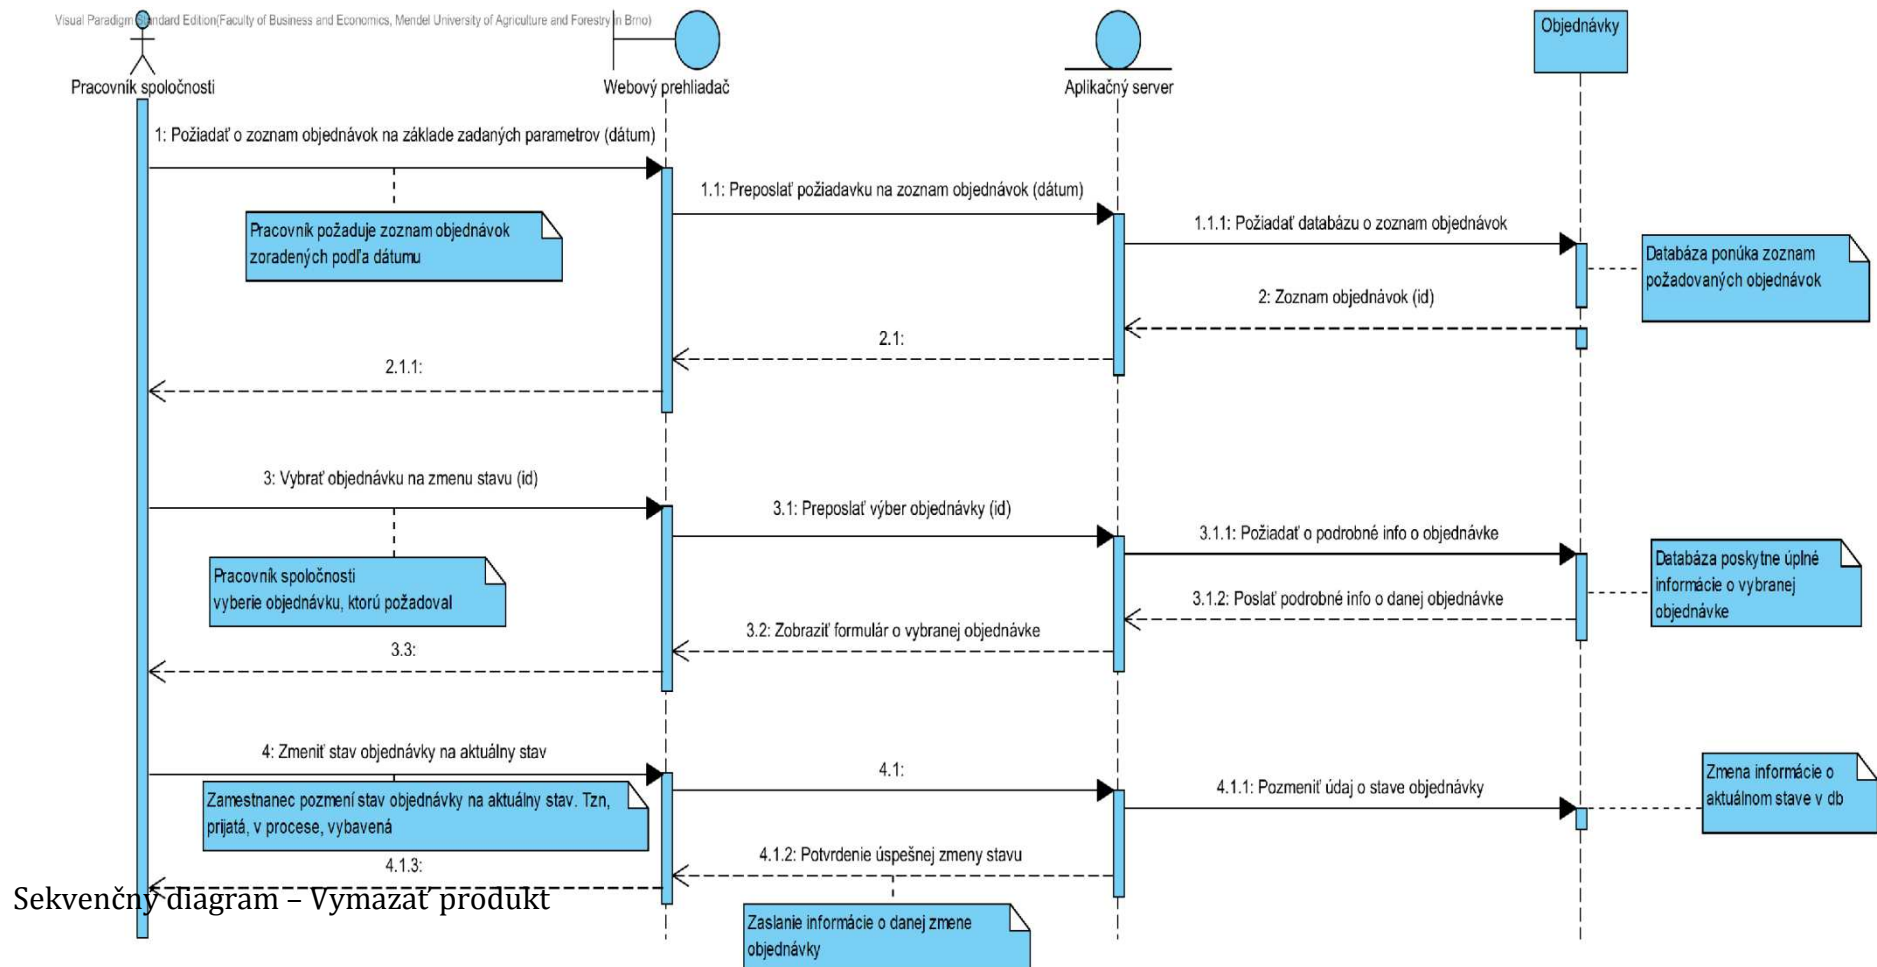 Visual Paradigm Standard Edition(Faculty of Business and Economics, Mendel University of Agriculture and Forestry in Brno)
Pracovník spoločnosti
Webový prehliadač
Aplikačný server
Objednávky
1: Požiadať o zoznam objednávok na základe zadaných parametrov (dátum)
Pracovník požaduje zoznam objednávok
zoradených podľa dátumu
1.1: Preposlať požiadavku na zoznam objednávok (dátum)
1.1.1: Požiadať databázu o zoznam objednávok
Databáza ponúka zoznam
požadovaných objednávok
2: Zoznam objednávok (id)
2.1:
2.1.1:
3: Vybrať objednávku na zmenu stavu (id)
Pracovník spoločnosti
vyberie objednávku, ktorú požadoval
3.1: Preposlať výber objednávky (id)
3.1.1: Požiadať o podrobné info o objednávke
Databáza poskytne úplné
informácie o vybranej
objednávke
3.1.2: Poslať podrobné info o danej objednávke
3.2: Zobraziť formulár o vybranej objednávke
3.3:
4: Zmeniť stav objednávky na aktuálny stav
Zamestnanec pozmení stav objednávky na aktuálny stav. Tzn,
prijatá, v procese, vybavená
4.1:
4.1.1: Pozmeniť údaj o stave objednávky
Zmena informácie o
aktuálnom stave v db
4.1.2: Potvrdenie úspešnej zmeny stavu
4.1.3:
Zaslanie informácie o danej zmene
objednávky
Sekvenčný diagram – Vymazať produkt